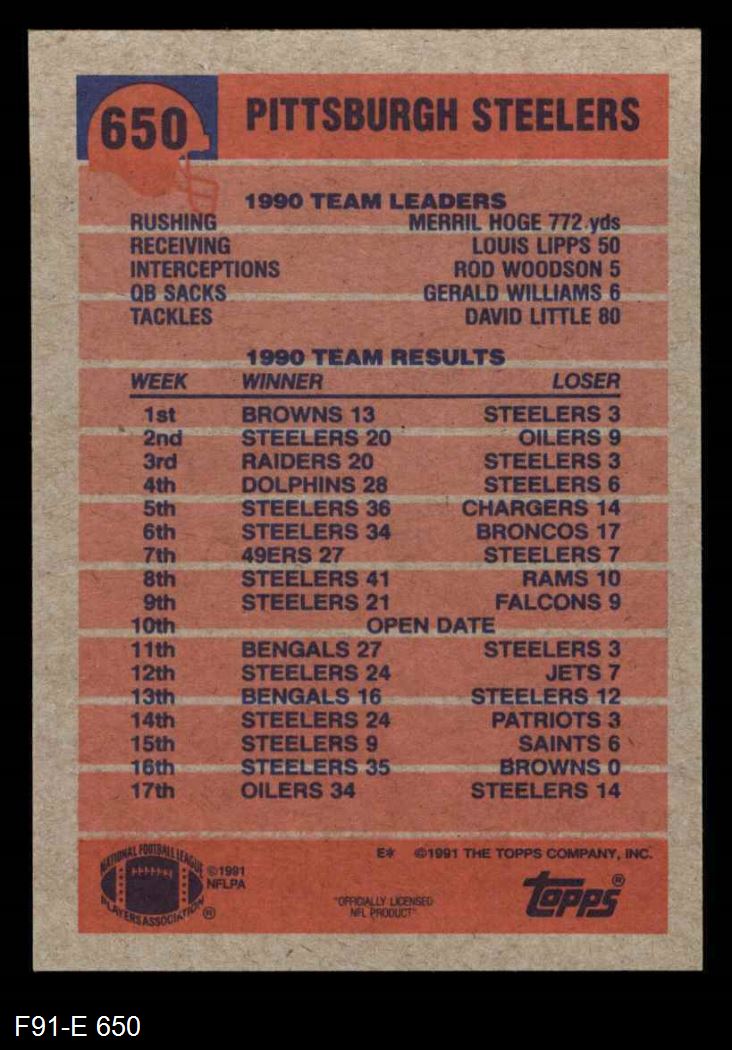 650 PITTSBURGH STEELERS
1990 TEAM LEADERS
RUSHING MERRIL HOGE 772 yds
RECEIVING LOUIS LIPPS 50
INTERCEPTIONS ROD WOODSON 5
QB SACKS GERALD WILLIAMS 6
TACKLES DAVID LITTLE 80
1990 TEAM RESULTS
WEEK WINNER LOSER
1st BROWNS 13 STEELERS 3
2nd STEELERS 20 OILERS 9
3rd RAIDERS 20 STEELERS 3
4th DOLPHINS 28 STEELERS 6
5th STEELERS 36 CHARGERS 14
6th STEELERS 34 BRONCOS 17
7th 49ERS 27 STEELERS 7
8th STEELERS 41 RAMS 10
9th STEELERS 21 FALCONS 9
10th OPEN DATE
11th BENGALS 27 STEELERS 3
12th STEELERS 24 JETS 7
13th BENGALS 16 STEELERS 12
14th STEELERS 24 PATRIOTS 3
15th STEELERS 9 SAINTS 6
16th STEELERS 35 BROWNS 0
17th OILERS 34 STEELERS 14
NATIONAL FOOTBALL LEAGUE
PLAYERS ASSOCIATION ®
©1991
NFLPA
E* ©1991 THE TOPPS COMPANY, INC.
"OFFICIALLY LICENSED
NFL PRODUCT"
topps®
F91-E 650